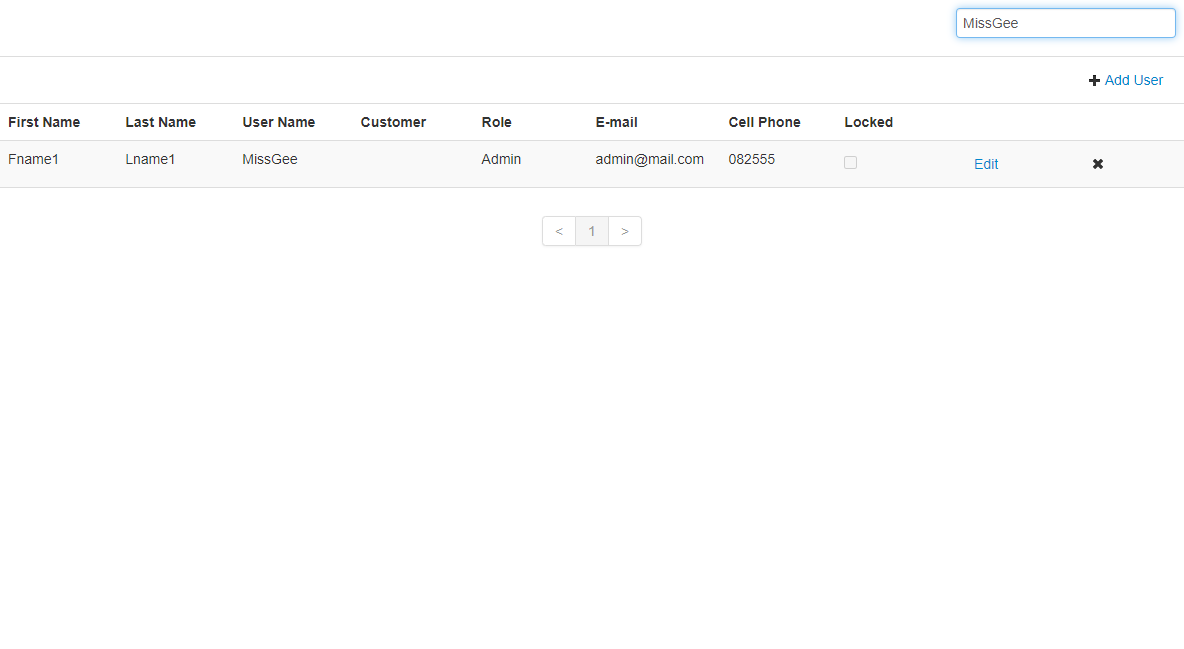 MissGee
Add User
First Name Last Name User Name Customer Role E-mail Cell Phone Locked
Fname1 Lname1 MissGee Admin admin@mail.com 082555 Edit
< 1 >